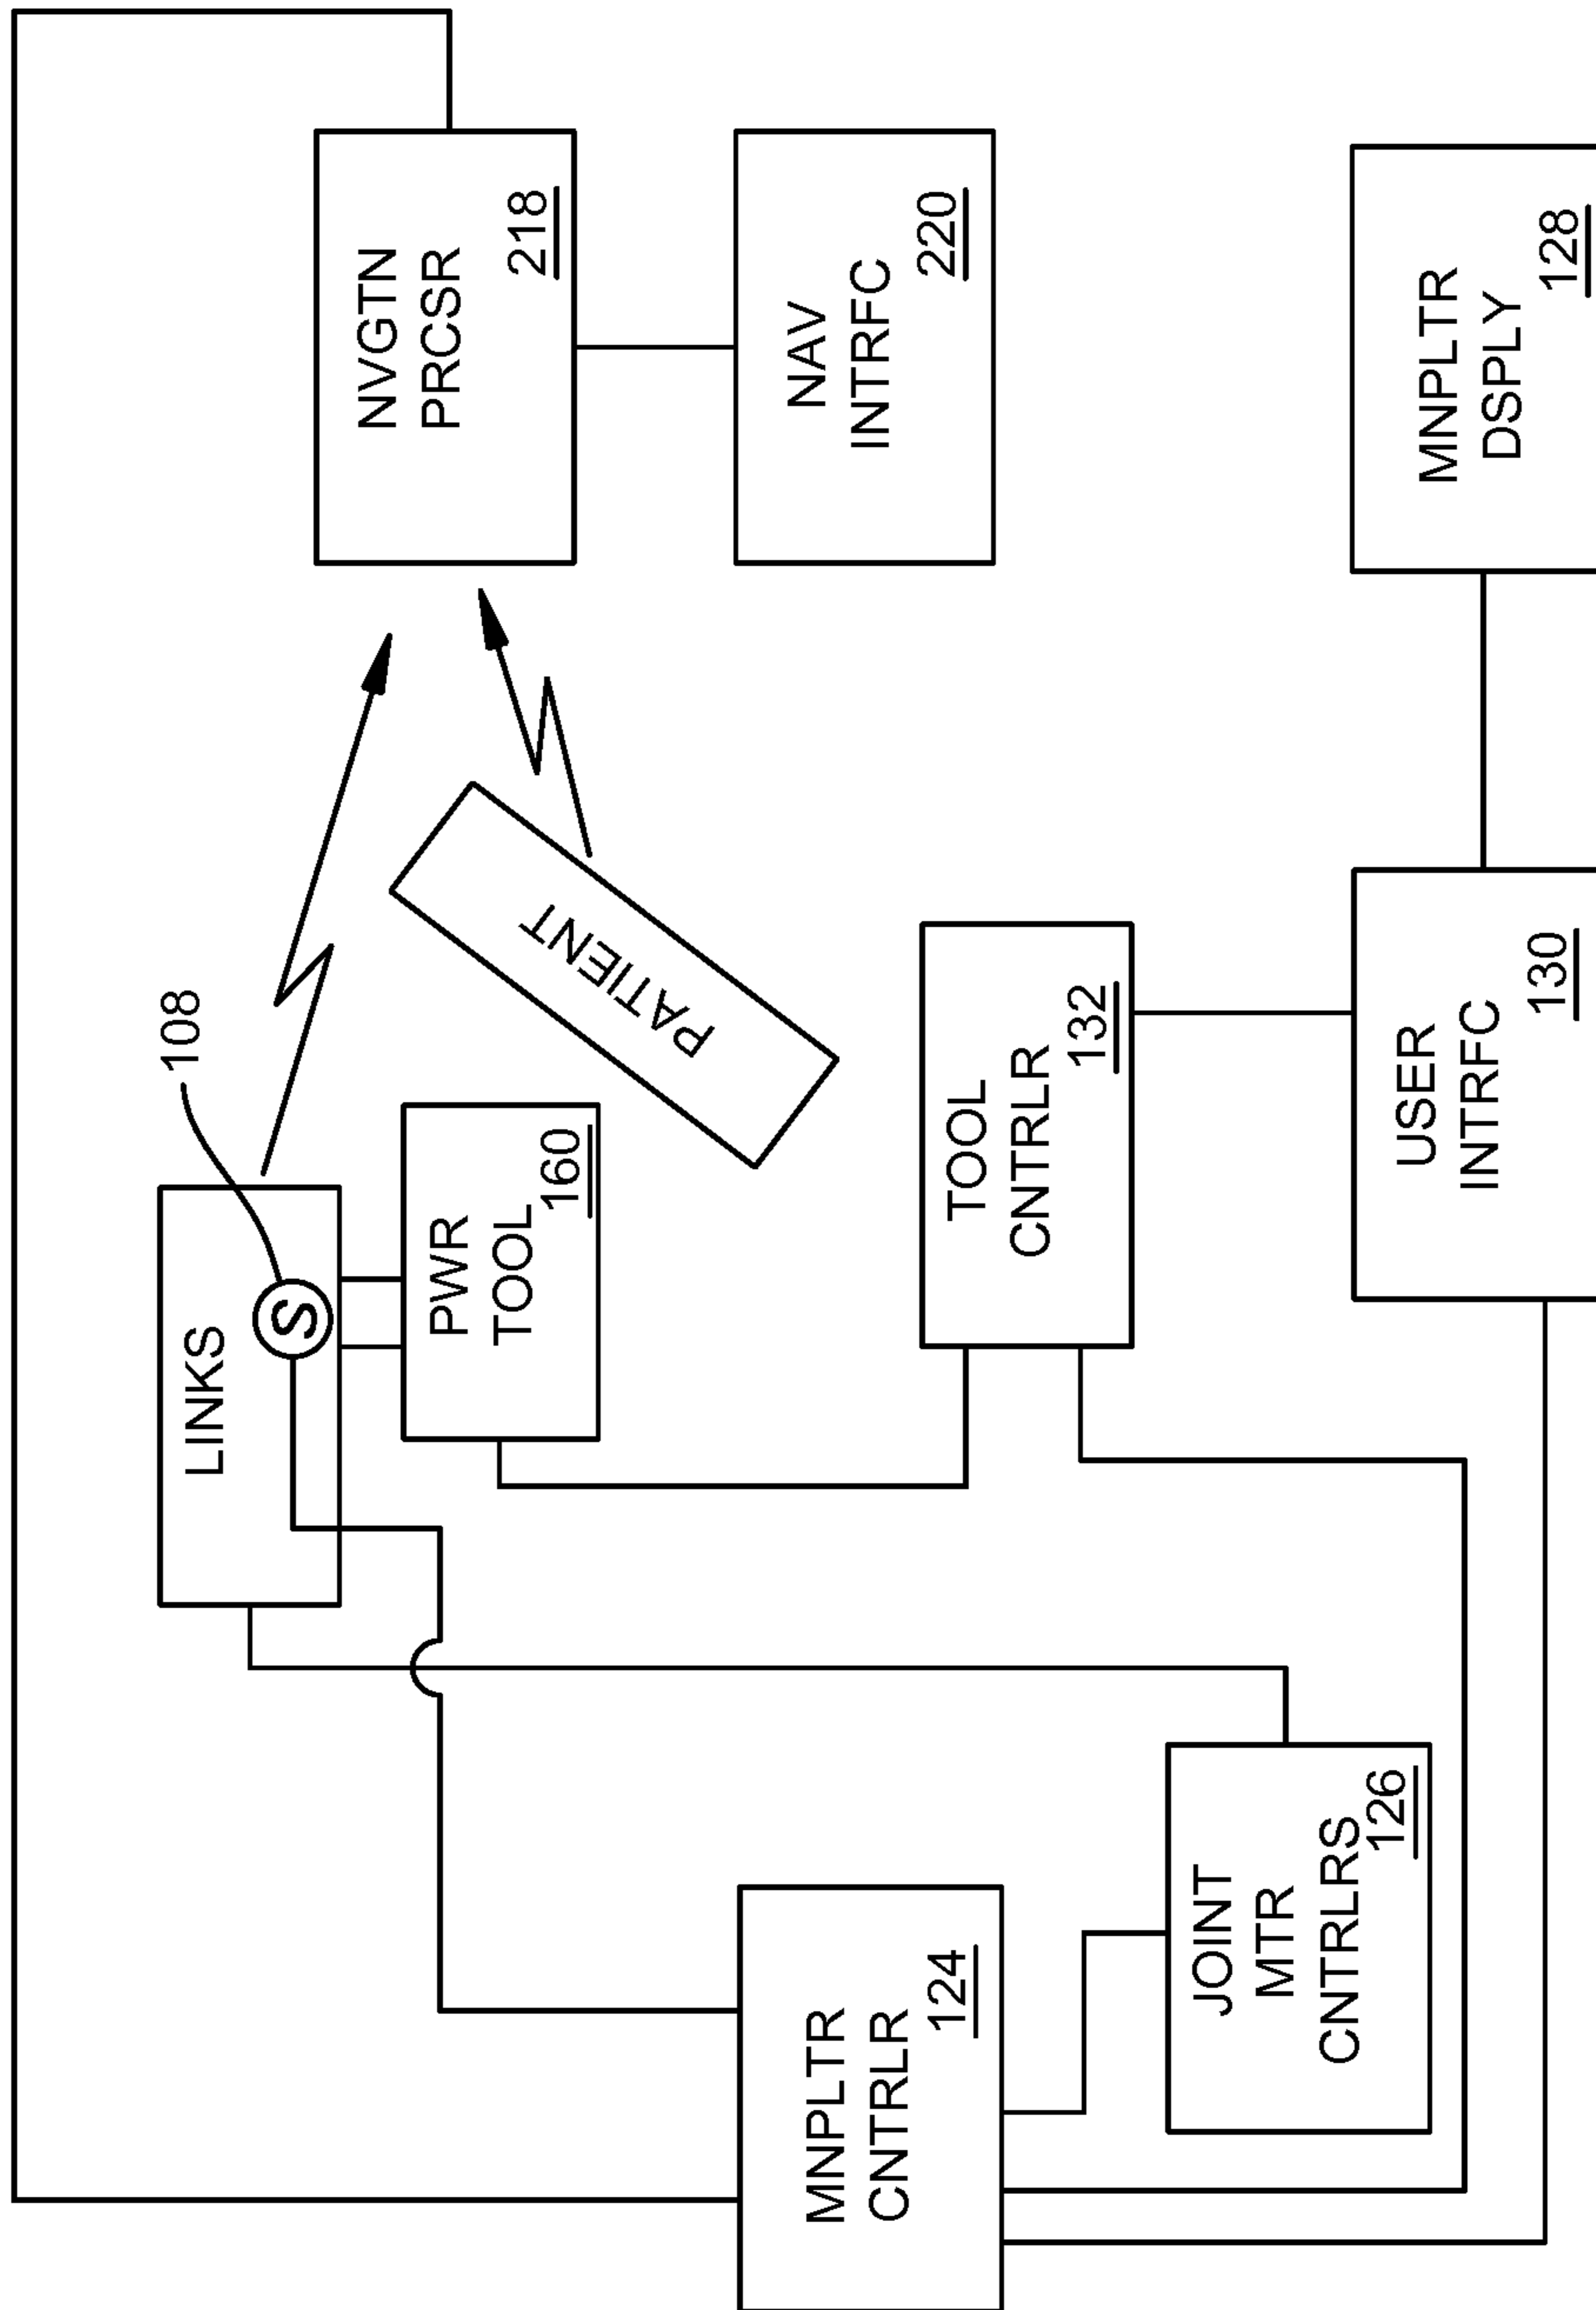 108
LINKS
S
PWR
TOOL
160
PATIENT
NVGTN
PRCSR
218
NAV
INTRFC
220
MNPLTR
CNTRLR
124
JOINT
MTR
CNTRLRS
126
TOOL
CNTRLR
132
USER
INTRFC
130
MNPLTR
DSPLY
128